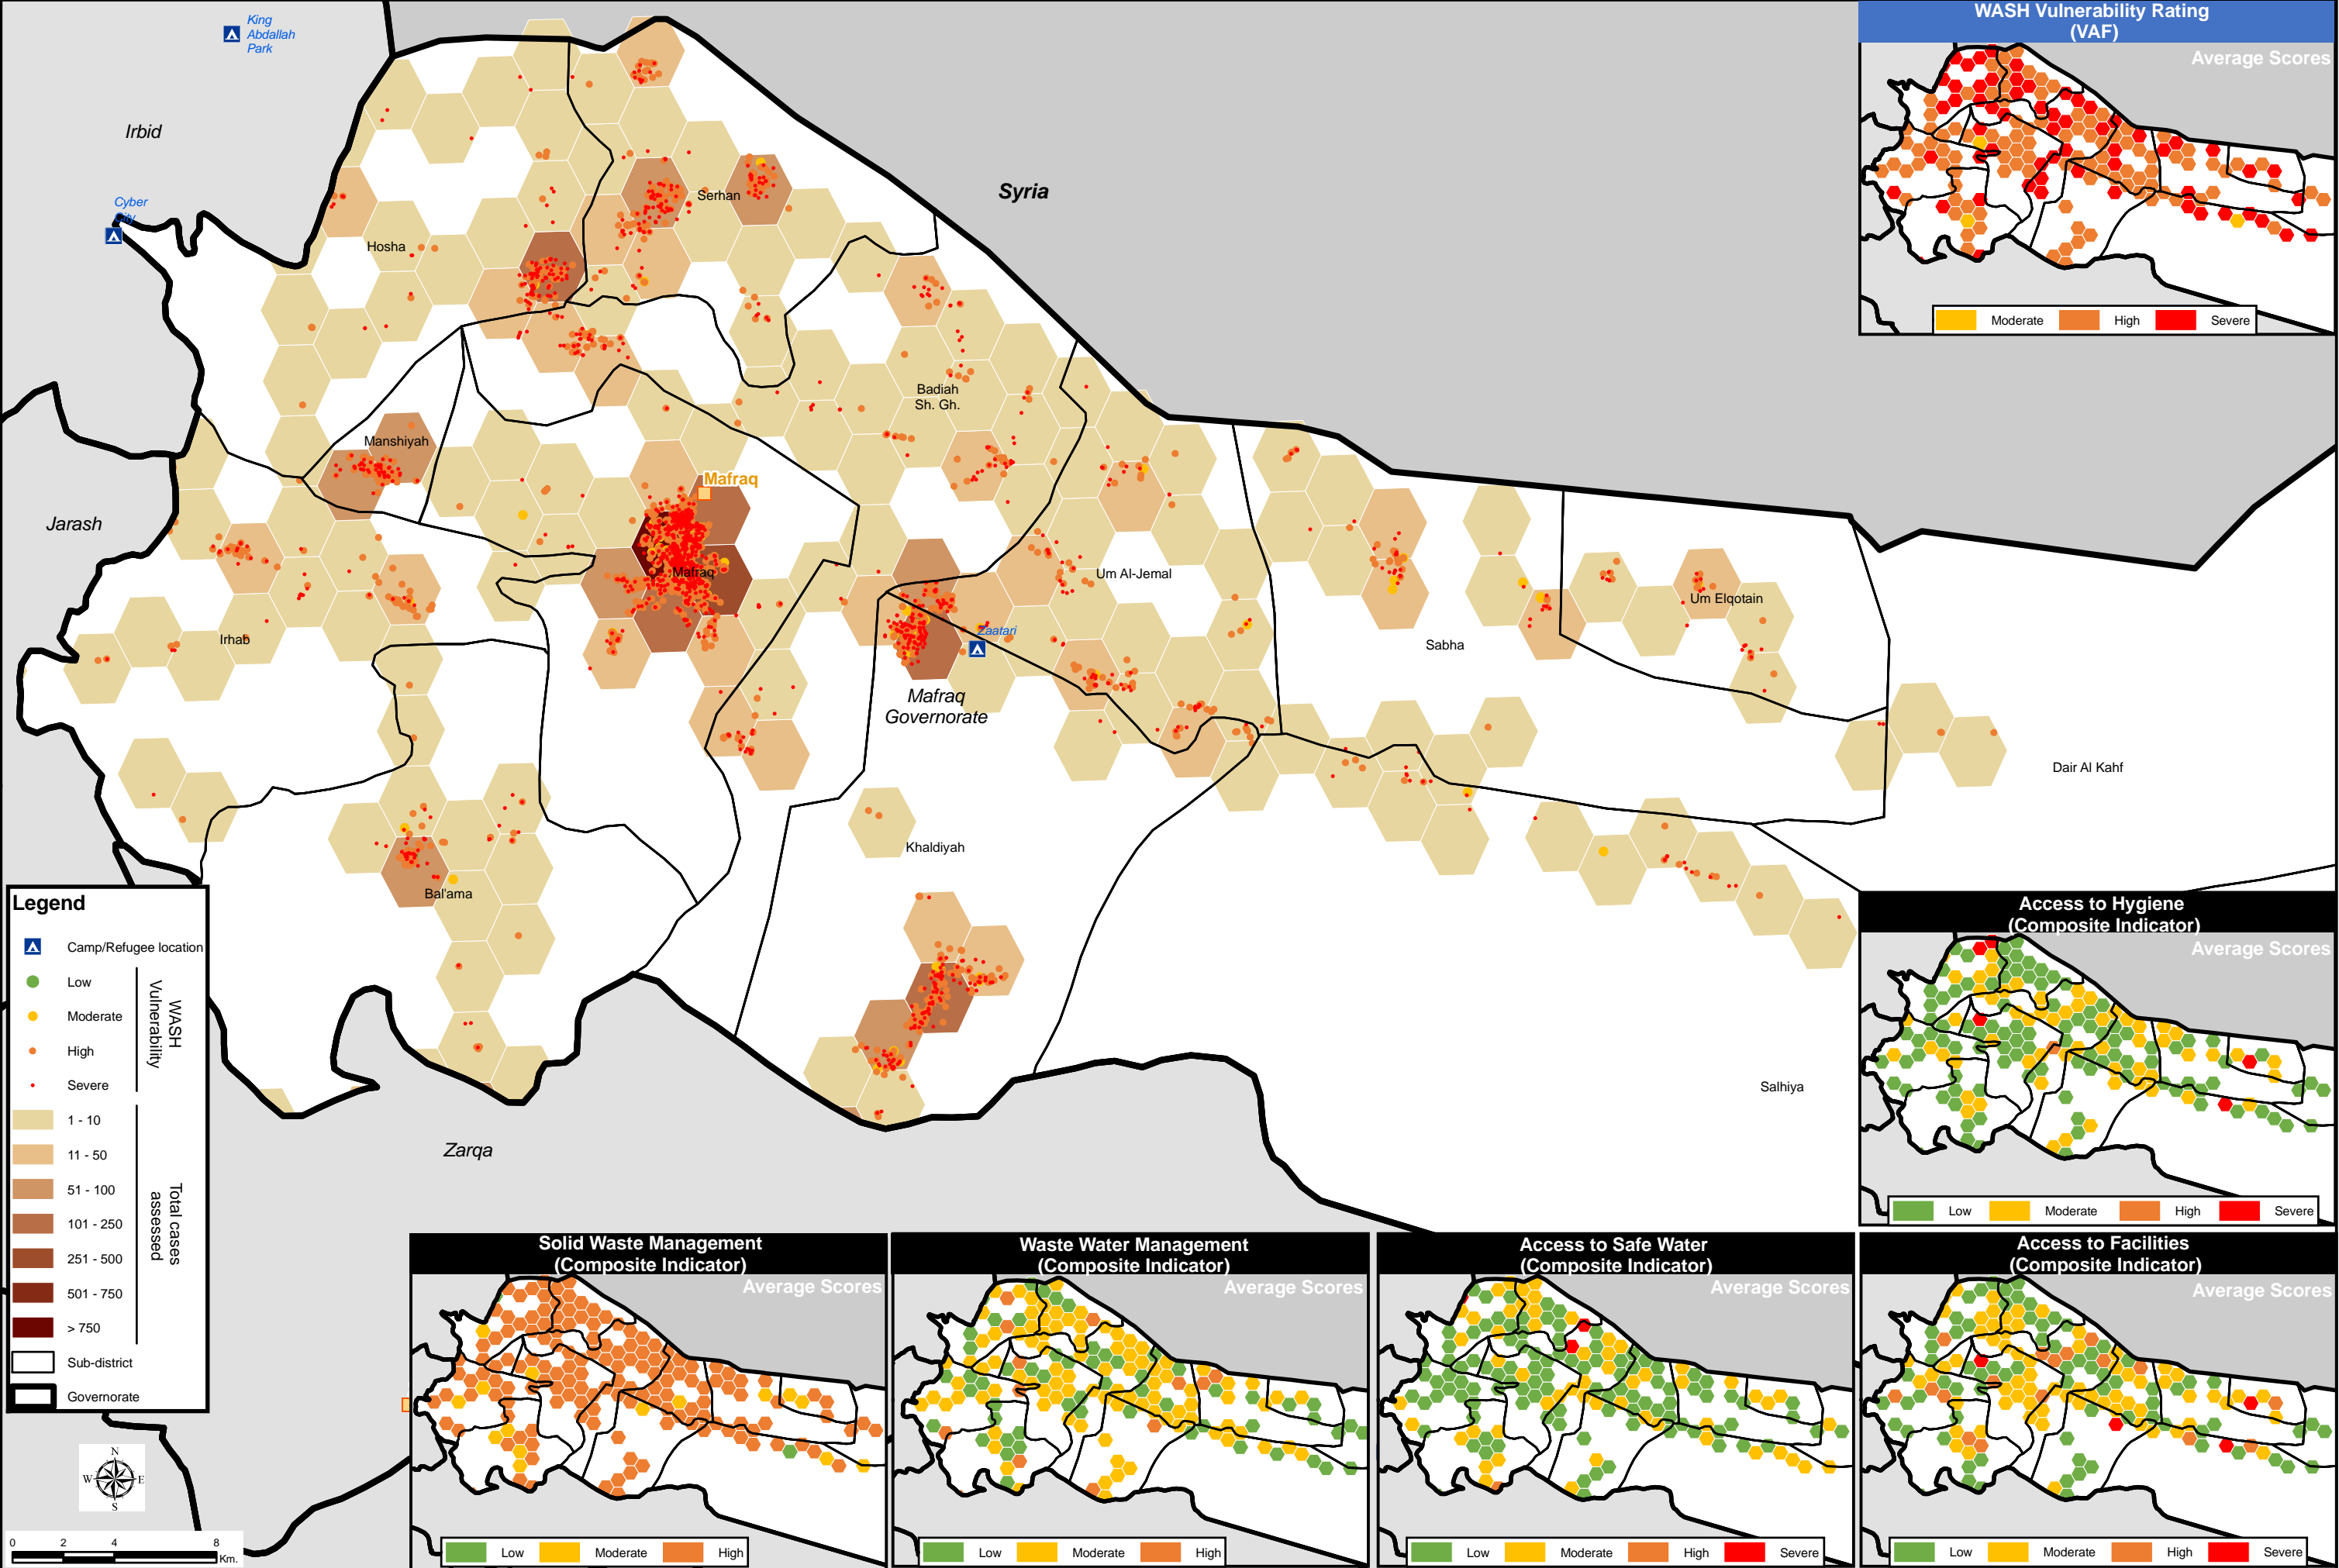 King
Abdallah
Park
Irbid
Cyber
City
Syria
Serhan
Hosha
Badiah
Sh. Gh.
Manshiyah
Mafraq
Jarash
Mafraq
Um Al-Jemal
Um Elqotain
Zaatari
Irhab
Sabha
Mafraq
Governorate
Dair Al Kahf
Khaldiyah
Bal'ama
Salhiya
Zarqa
WASH Vulnerability Rating
(VAF)
Average Scores
Moderate High Severe
Legend
Camp/Refugee location
Low
Moderate
High
Severe
WASH
Vulnerability
1 - 10
11 - 50
51 - 100
101 - 250
251 - 500
501 - 750
> 750
Total cases
assessed
Sub-district
Governorate
N
W E
S
0 2 4 8
Km.
Access to Hygiene
(Composite Indicator)
Average Scores
Low Moderate High Severe
Solid Waste Management
(Composite Indicator)
Average Scores
Low Moderate High
Waste Water Management
(Composite Indicator)
Average Scores
Low Moderate High
Access to Safe Water
(Composite Indicator)
Average Scores
Low Moderate High Severe
Access to Facilities
(Composite Indicator)
Average Scores
Low Moderate High Severe